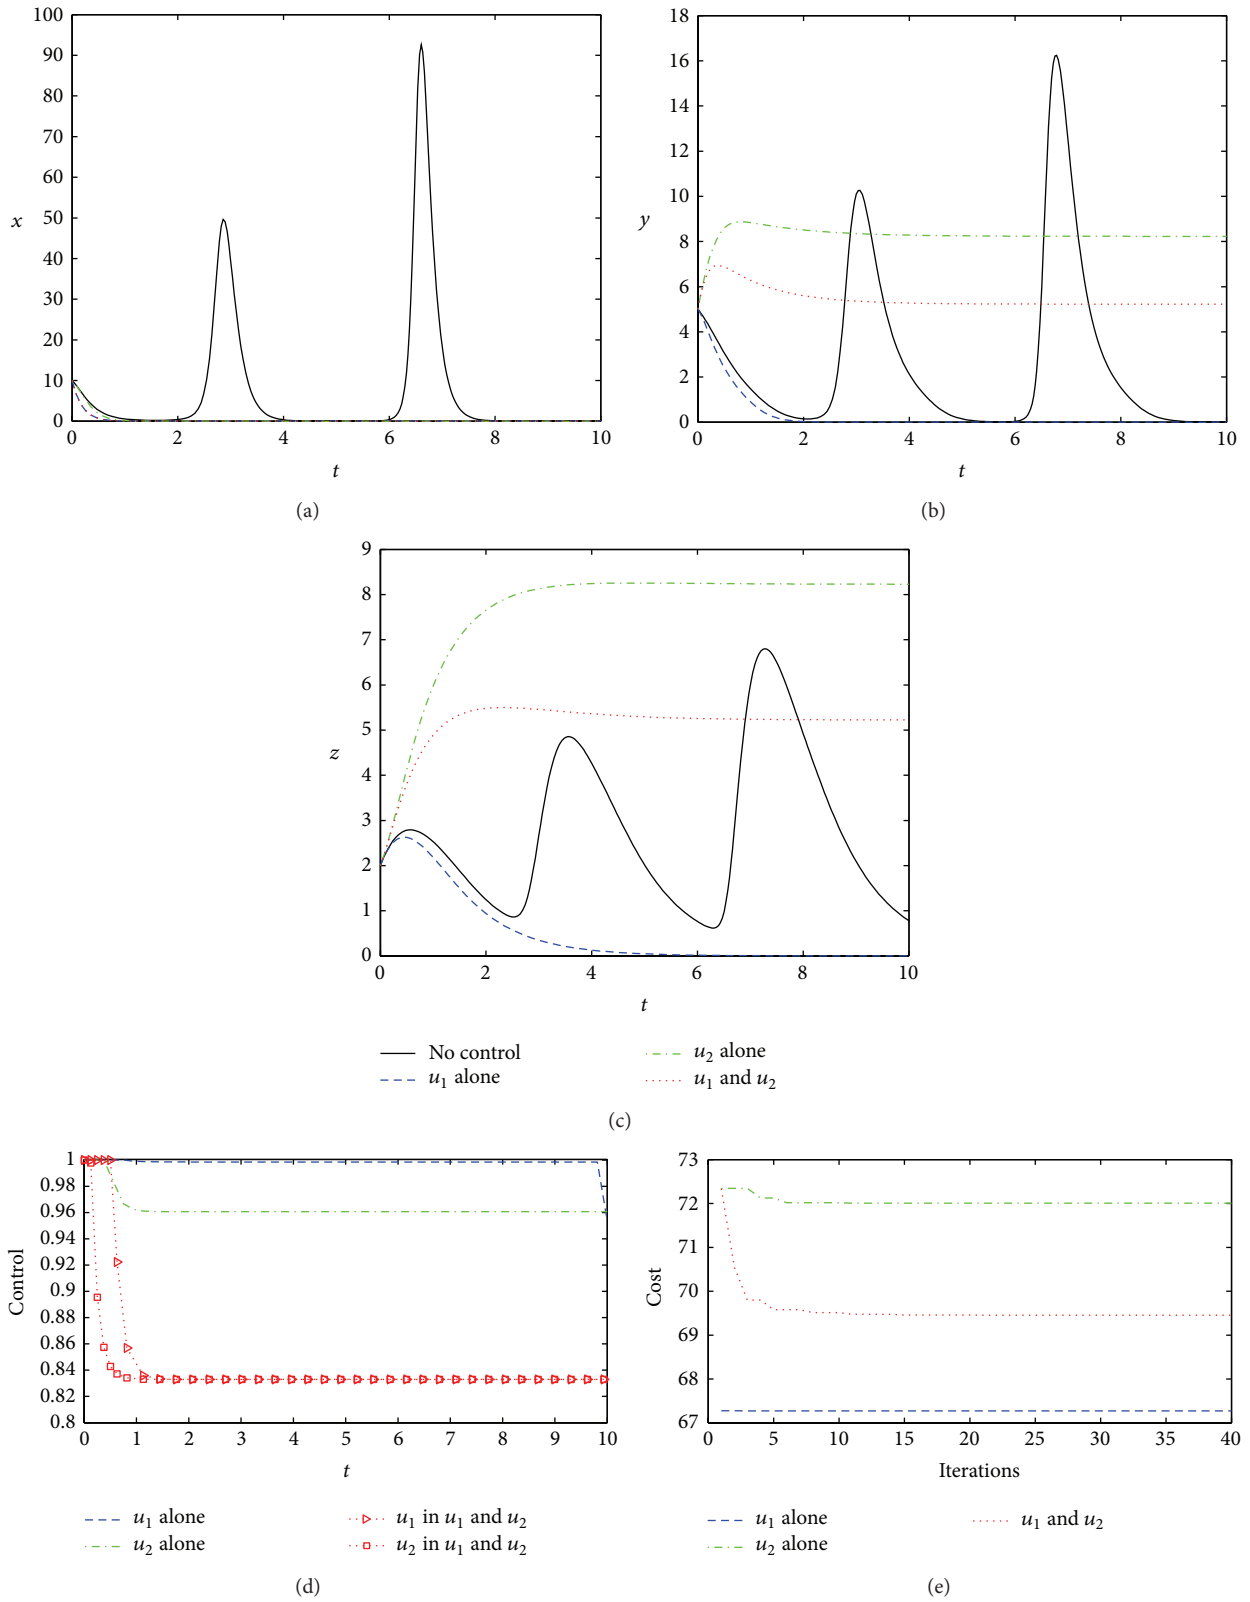 100
90
80
70
60
50
40
30
20
10
0
x
0 2 4 6 8 10
t
(a)
18
16
14
12
10
8
6
4
2
0
y
0 2 4 6 8 10
t
(b)
9
8
7
6
5
4
3
2
1
0
z
0 2 4 6 8 10
t
No control
u1 alone
u2 alone
u1 and u2
(c)
1
0.98
0.96
0.94
0.92
0.9
0.88
0.86
0.84
0.82
0.8
Control
0 1 2 3 4 5 6 7 8 9 10
t
u1 alone
u2 alone
u1 in u1 and u2
u2 in u1 and u2
(d)
73
72
71
70
69
68
67
Cost
0 5 10 15 20 25 30 35 40
Iterations
u1 alone
u2 alone
u1 and u2
(e)